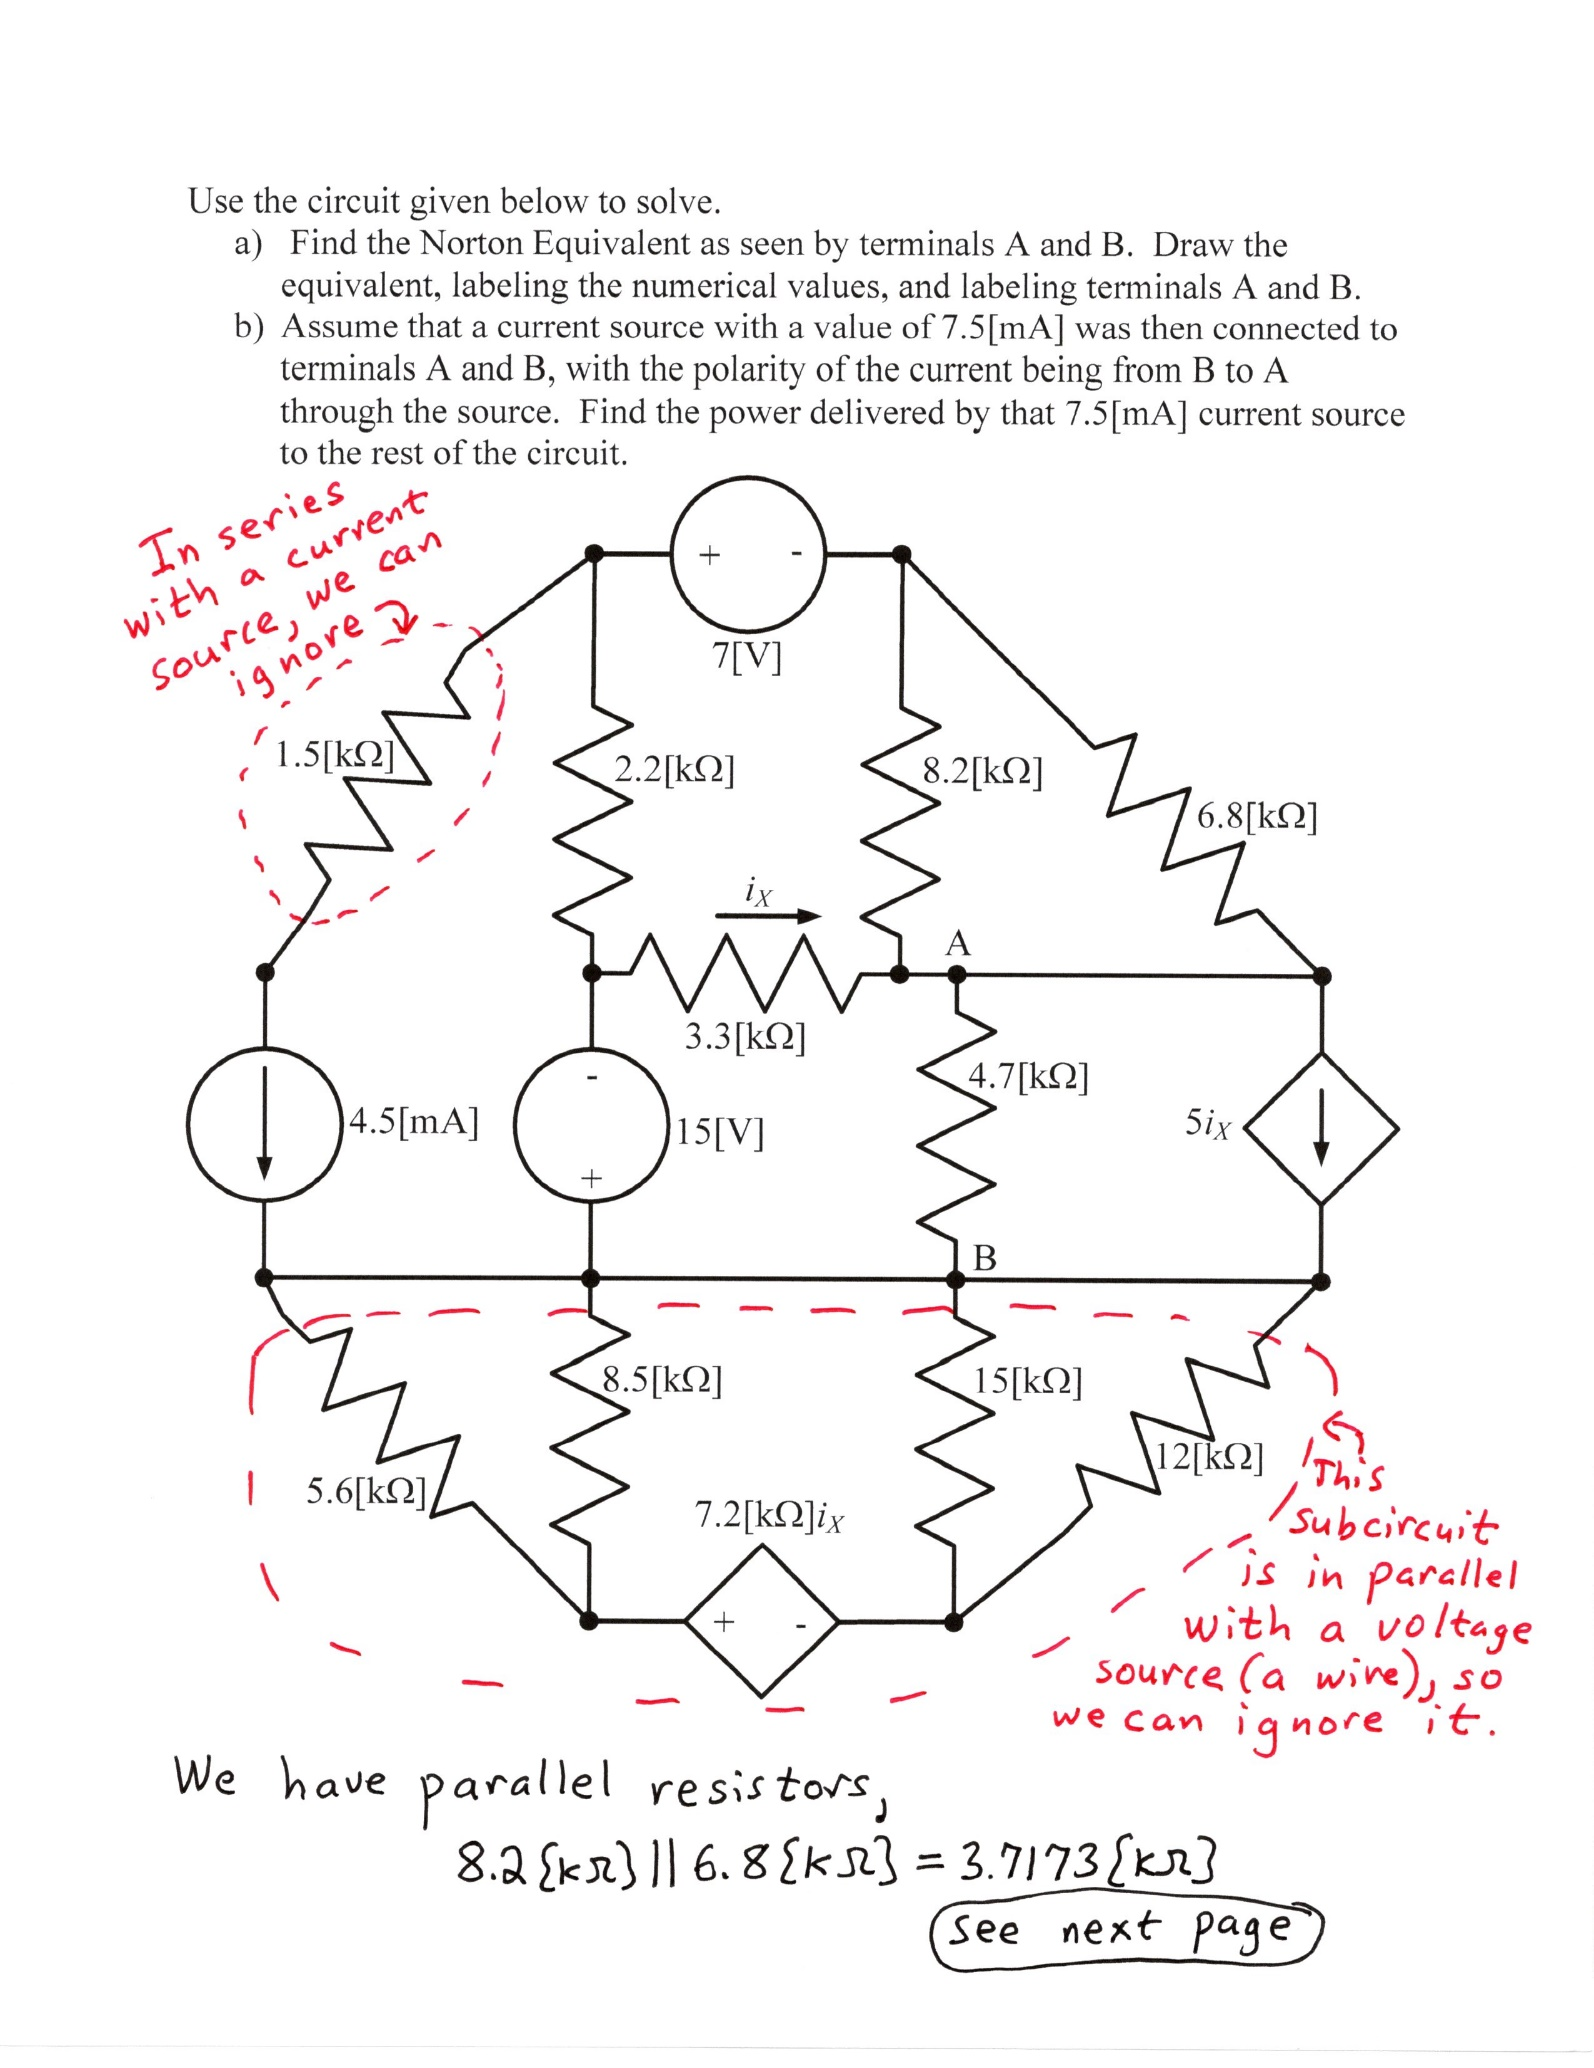 Use the circuit given below to solve.
a) Find the Norton Equivalent as seen by terminals A and B. Draw the
equivalent, labeling the numerical values, and labeling terminals A and B.
b) Assume that a current source with a value of 7.5[mA] was then connected to
terminals A and B, with the polarity of the current being from B to A
through the source. Find the power delivered by that 7.5[mA] current source
to the rest of the circuit.
In series
with a current
source, we can
ignore
+ -
7[V]
1.5[kΩ]
2.2[kΩ]
8.2[kΩ]
6.8[kΩ]
iX
A
3.3[kΩ]
4.7[kΩ]
4.5[mA]
-
15[V]
+
5iX
B
8.5[kΩ]
15[kΩ]
12[kΩ]
5.6[kΩ]
7.2[kΩ]iX
+ -
This
subcircuit
is in parallel
with a voltage
source (a wire), so
we can ignore it.
We have parallel resistors,
8.2{kΩ}||6.8{kΩ} = 3.7173{kΩ}
see next page